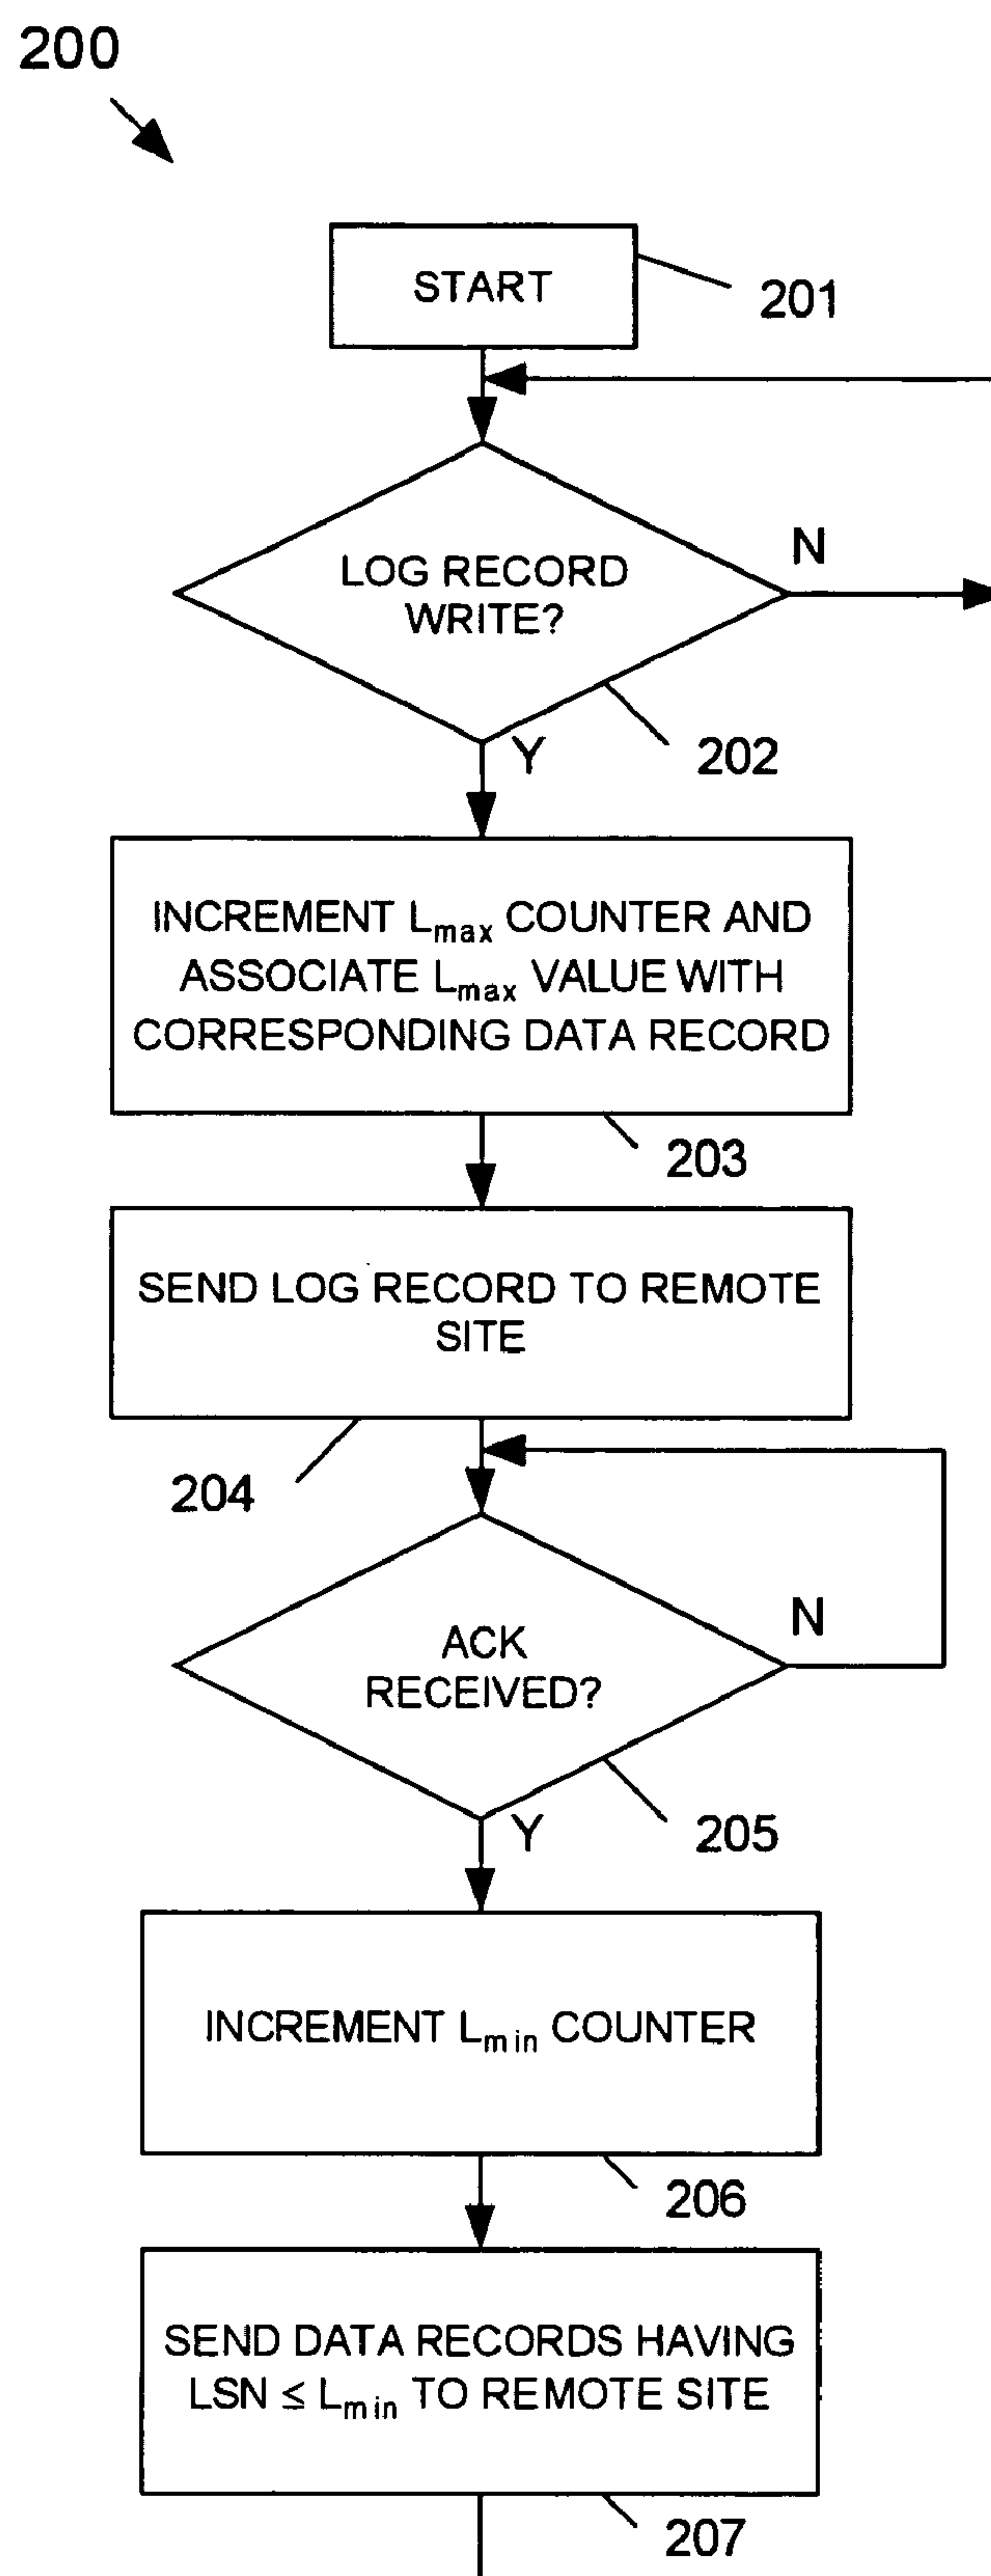 200
START
201
LOG RECORD
WRITE?
N
202
Y
INCREMENT Lmax COUNTER AND
ASSOCIATE Lmax VALUE WITH
CORRESPONDING DATA RECORD
203
SEND LOG RECORD TO REMOTE
SITE
204
ACK
RECEIVED?
N
205
Y
INCREMENT Lmin COUNTER
206
SEND DATA RECORDS HAVING
LSN ≤ Lmin TO REMOTE SITE
207